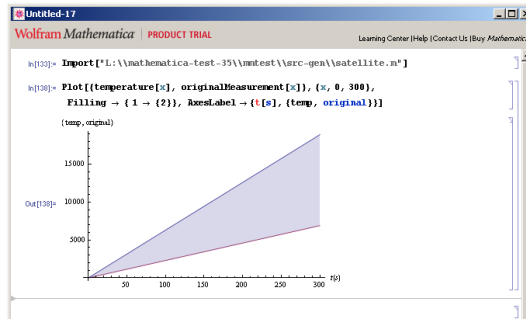 Untitled-17
Wolfram Mathematica | PRODUCT TRIAL
Learning Center | Help | Contact Us | Buy Mathematica
In[133]:= Import["L:\\mathematica-test-35\\mmtest\\src-gen\\satellite.m"]
In[138]:= Plot[{temperature[x], originalMeasurement[x]}, {x, 0, 300},
Filling → { 1 → {2}}, AxesLabel → {t[s], {temp, original}}]
{temp, original}
15000
Out[138]= 10000
5000
50 100 150 200 250 300 t(s)